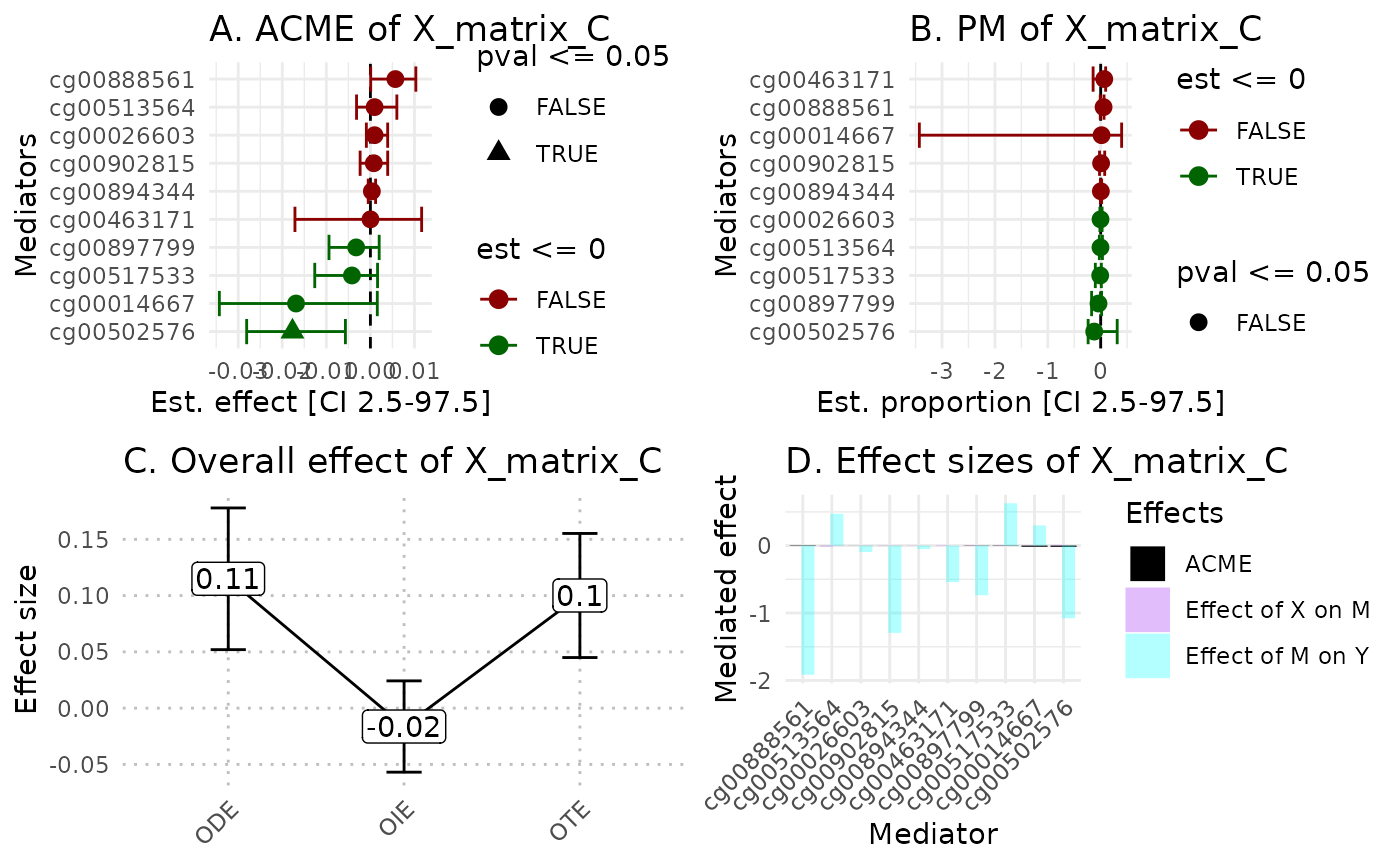 A. ACME of X_matrix_C
cg00888561
cg00513564
cg00026603
cg00902815
cg00894344
cg00463171
cg00897799
cg00517533
cg00014667
cg00502576
Mediators
-0.03
-0.02
-0.01
0.00
0.01
Est. effect [CI 2.5-97.5]
pval <= 0.05
FALSE
TRUE
est <= 0
FALSE
TRUE
B. PM of X_matrix_C
cg00463171
cg00888561
cg00014667
cg00902815
cg00894344
cg00026603
cg00513564
cg00517533
cg00897799
cg00502576
Mediators
-3
-2
-1
0
Est. proportion [CI 2.5-97.5]
est <= 0
FALSE
TRUE
pval <= 0.05
FALSE
C. Overall effect of X_matrix_C
Effect size
0.15
0.10
0.05
0.00
-0.05
0.11
-0.02
0.1
ODE
OIE
OTE
D. Effect sizes of X_matrix_C
Mediated effect
0
-1
-2
cg00888561
cg00513564
cg00026603
cg00902815
cg00894344
cg00463171
cg00897799
cg00517533
cg00014667
cg00502576
Mediator
Effects
ACME
Effect of X on M
Effect of M on Y